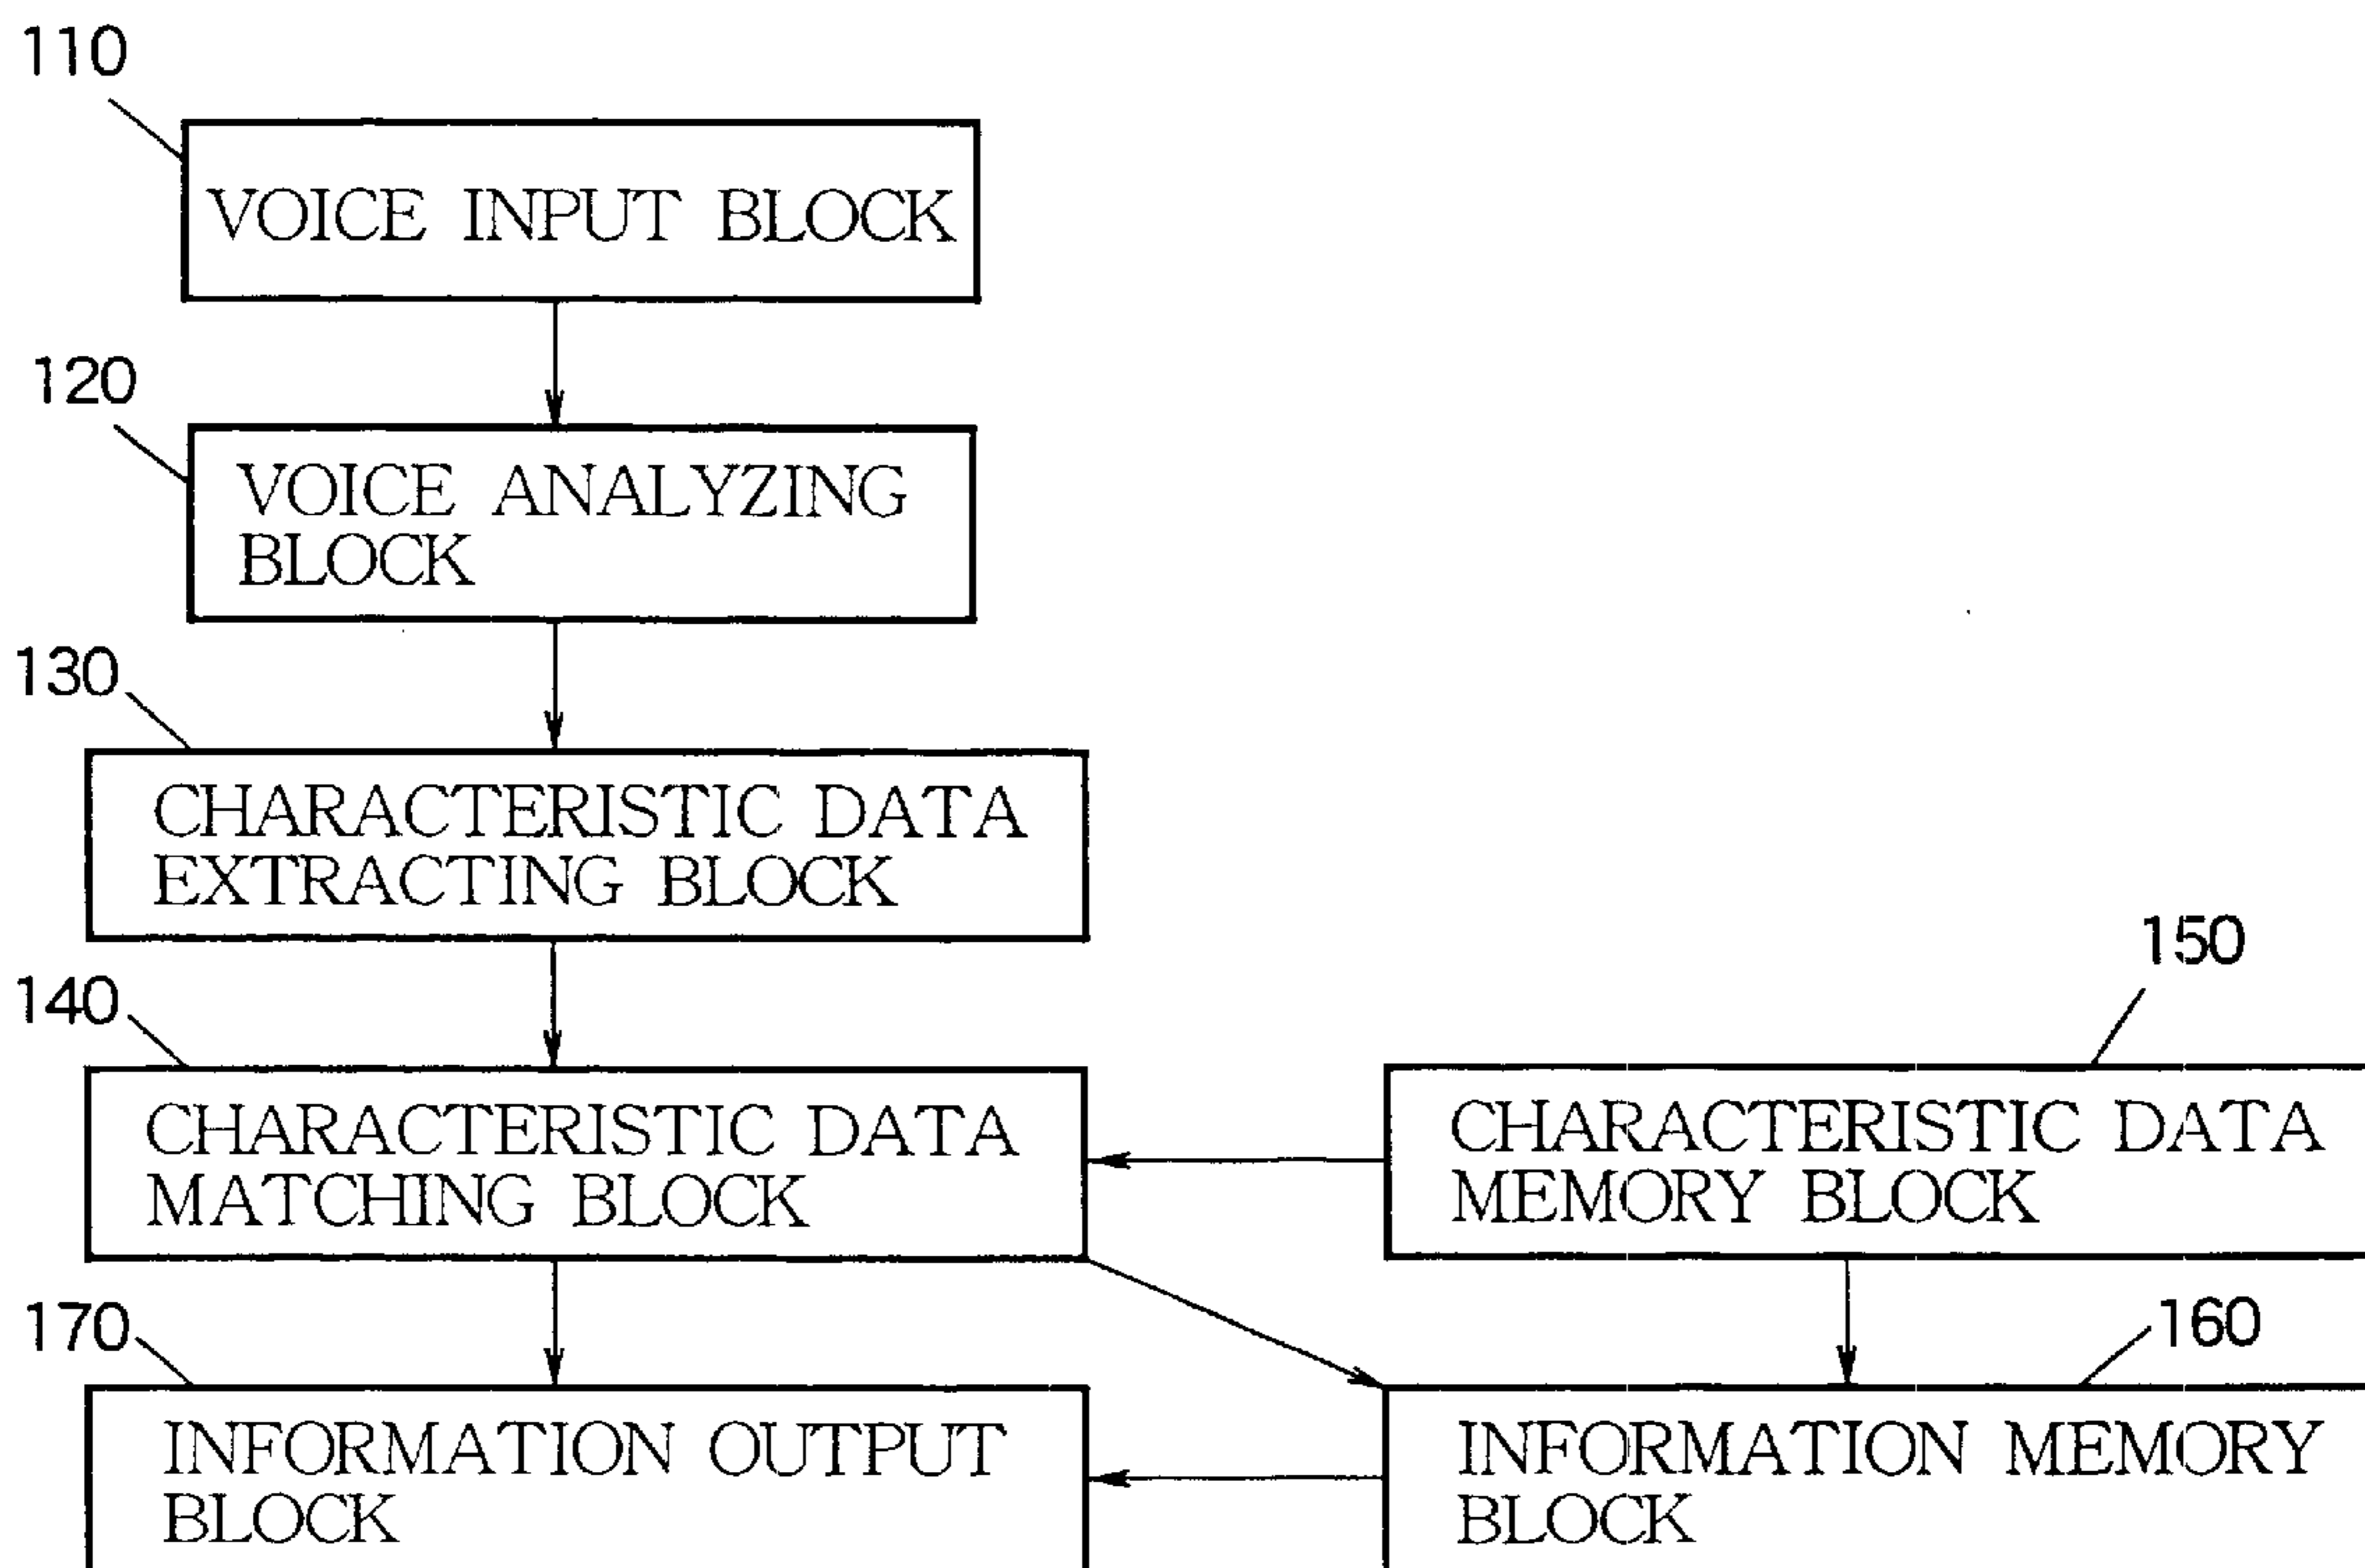 110
VOICE INPUT BLOCK
120
VOICE ANALYZING
BLOCK
130
CHARACTERISTIC DATA
EXTRACTING BLOCK
140
CHARACTERISTIC DATA
MATCHING BLOCK
150
CHARACTERISTIC DATA
MEMORY BLOCK
170
INFORMATION OUTPUT
BLOCK
160
INFORMATION MEMORY
BLOCK